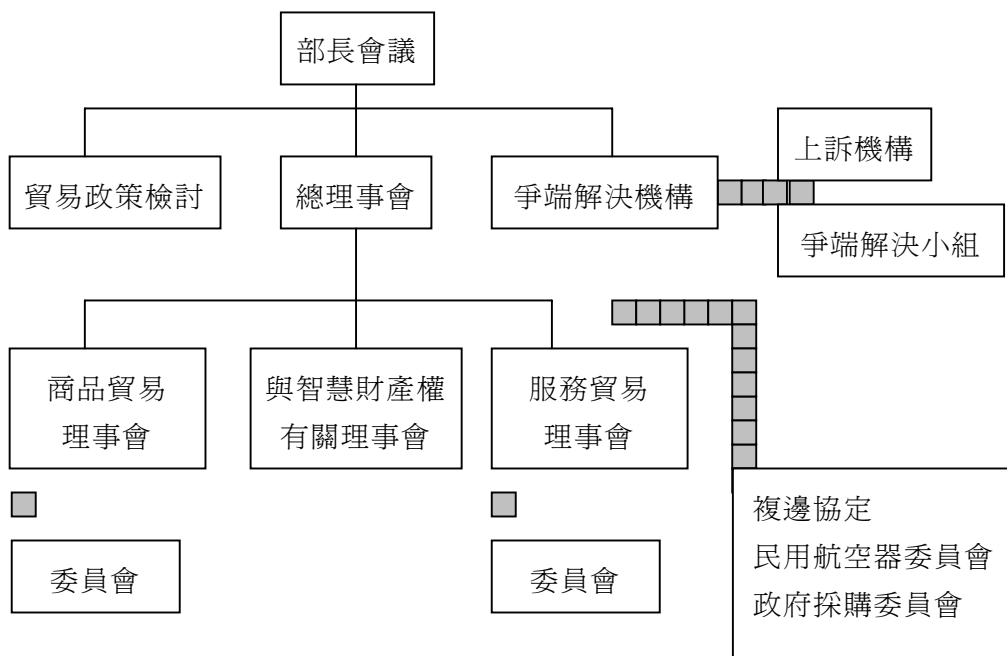 部長會議
上訴機構
貿易政策檢討
總理事會
爭端解決機構
爭端解決小組
商品貿易
理事會
與智慧財產權
有關理事會
服務貿易
理事會
複邊協定
民用航空器委員會
政府採購委員會
委員會
委員會